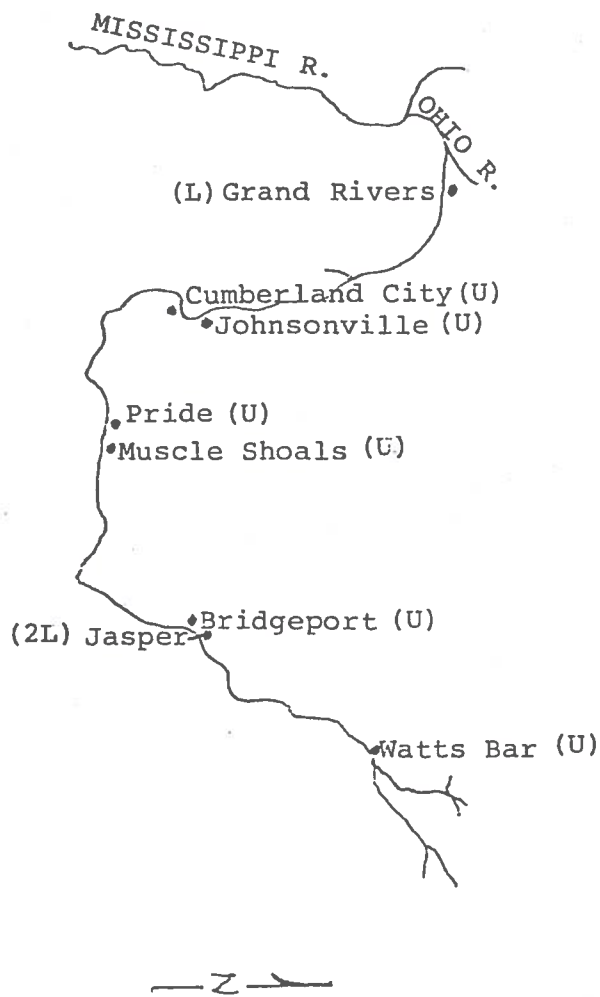 MISSISSIPPI R.
OHIO R.
(L) Grand Rivers
Cumberland City (U)
Johnsonville (U)
Pride (U)
Muscle Shoals (U)
Bridgeport (U)
(2L) Jasper
Watts Bar (U)
N